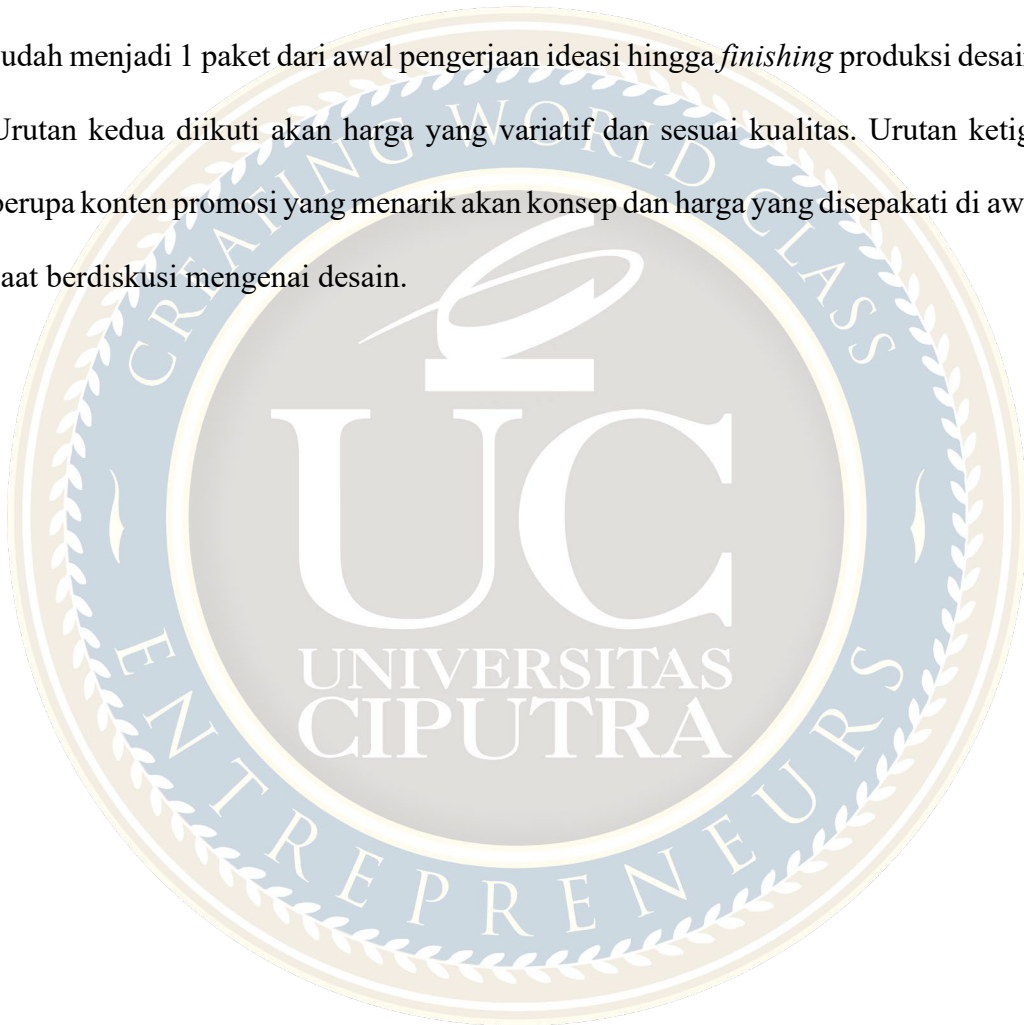 udah menjadi 1 paket dari awal pengerjaan ideasi hingga finishing produksi desain
Urutan kedua diikuti akan harga yang variatif dan sesuai kualitas. Urutan ketig
berupa konten promosi yang menarik akan konsep dan harga yang disepakati di aw
aat berdiskusi mengenai desain.
CREATING WORLD CLASS
UC
UNIVERSITAS
CIPUTRA
ENTREPRENEURS